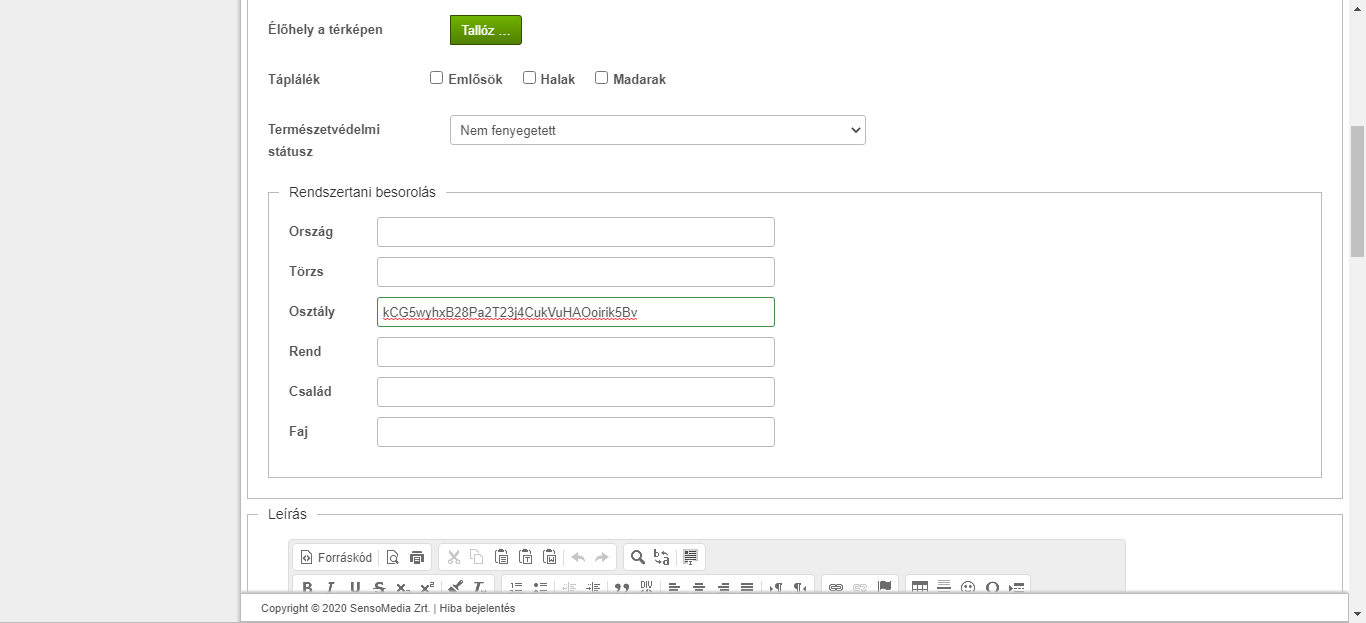 Élőhely a térképen
Tallóz ...
Táplálék
Emlősök Halak Madarak
Természetvédelmi
státusz
Nem fenyegetett
Rendszertani besorolás
Ország
Törzs
Osztály
kCG5wyhxB28Pa2T23j4CukVuHAOoirik5Bv
Rend
Család
Faj
Leírás
Forráskód
Copyright © 2020 SensoMedia Zrt. | Hiba bejelentés